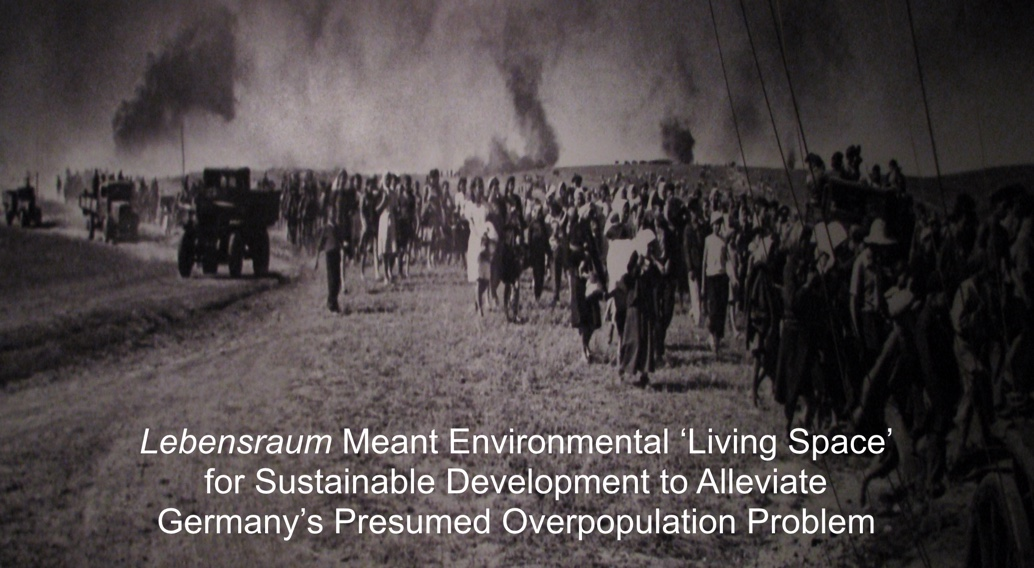 Lebensraum Meant Environmental ‘Living Space’
for Sustainable Development to Alleviate
Germany’s Presumed Overpopulation Problem